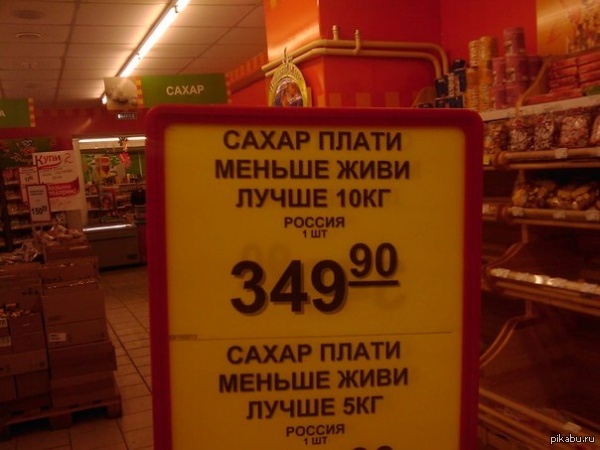 САХАР
А
Купи
САХАР ПЛАТИ
МЕНЬШЕ ЖИВИ
ЛУЧШЕ 10КГ
РОССИЯ
1 ШТ
349 90
САХАР ПЛАТИ
МЕНЬШЕ ЖИВИ
ЛУЧШЕ 5КГ
РОССИЯ
1 ШТ
pikabu.ru